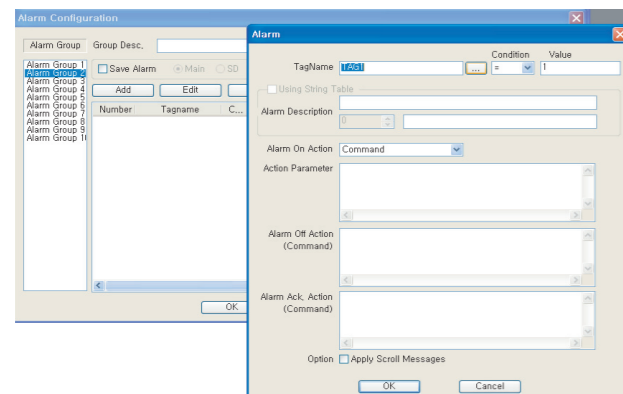 Alarm Configuration
Alarm Group
Group Desc,
Alarm Group 1
Alarm Group 2
Alarm Group 3
Alarm Group 4
Alarm Group 5
Alarm Group 6
Alarm Group 7
Alarm Group 8
Alarm Group 9
Alarm Group 1
Save Alarm
Main
SD
Add
Edit
Number
Tagname
C...
OK
Alarm
Condition
Value
TagName
TAG1
...
=
1
Using String Table
Alarm Description
0
Alarm On Action
Command
Action Parameter
Alarm Off Action
(Command)
Alarm Ack, Action
(Command)
Option
Apply Scroll Messages
OK
Cancel